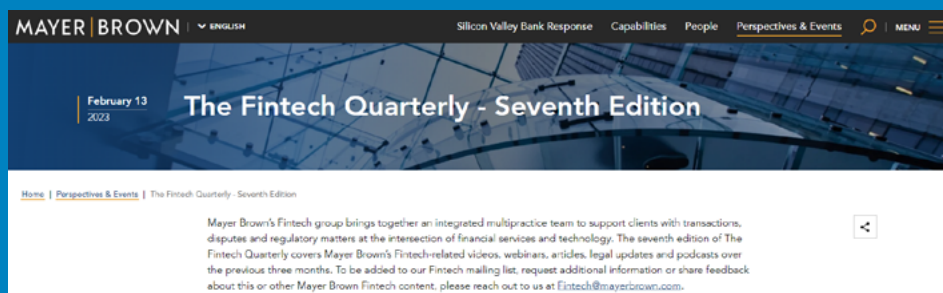 MAYER | BROWN | ENGLISH Silicon Valley Bank Response Capabilities People Perspectives & Events | MENU
February 13
2023
The Fintech Quarterly - Seventh Edition
Home | Perspectives & Events | The Fintech Quarterly - Seventh Edition
Mayer Brown's Fintech group brings together an integrated multipractice team to support clients with transactions,
disputes and regulatory matters at the intersection of financial services and technology. The seventh edition of The
Fintech Quarterly covers Mayer Brown's Fintech-related videos, webinars, articles, legal updates and podcasts over
the previous three months. To be added to our Fintech mailing list, request additional information or share feedback
about this or other Mayer Brown Fintech content, please reach out to us at Fintech@mayerbrown.com.